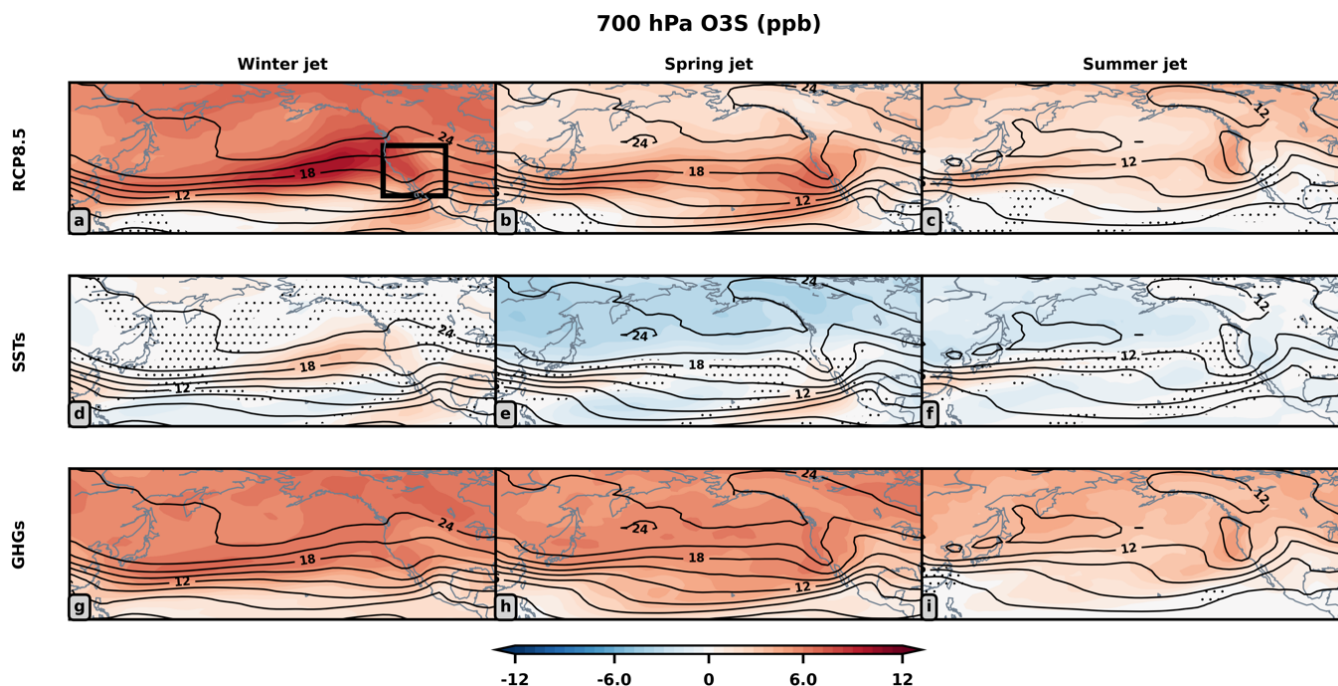 700 hPa O3S (ppb)
Winter jet Spring jet Summer jet
RCP8.5
24 18 12 a
24 24 18 12 b
12 12 c
SSTs
24 18 12 d
24 18 12 e
12 12 f
GHGs
24 18 12 g
24 24 18 12 h
12 12 i
-12 -6.0 0 6.0 12